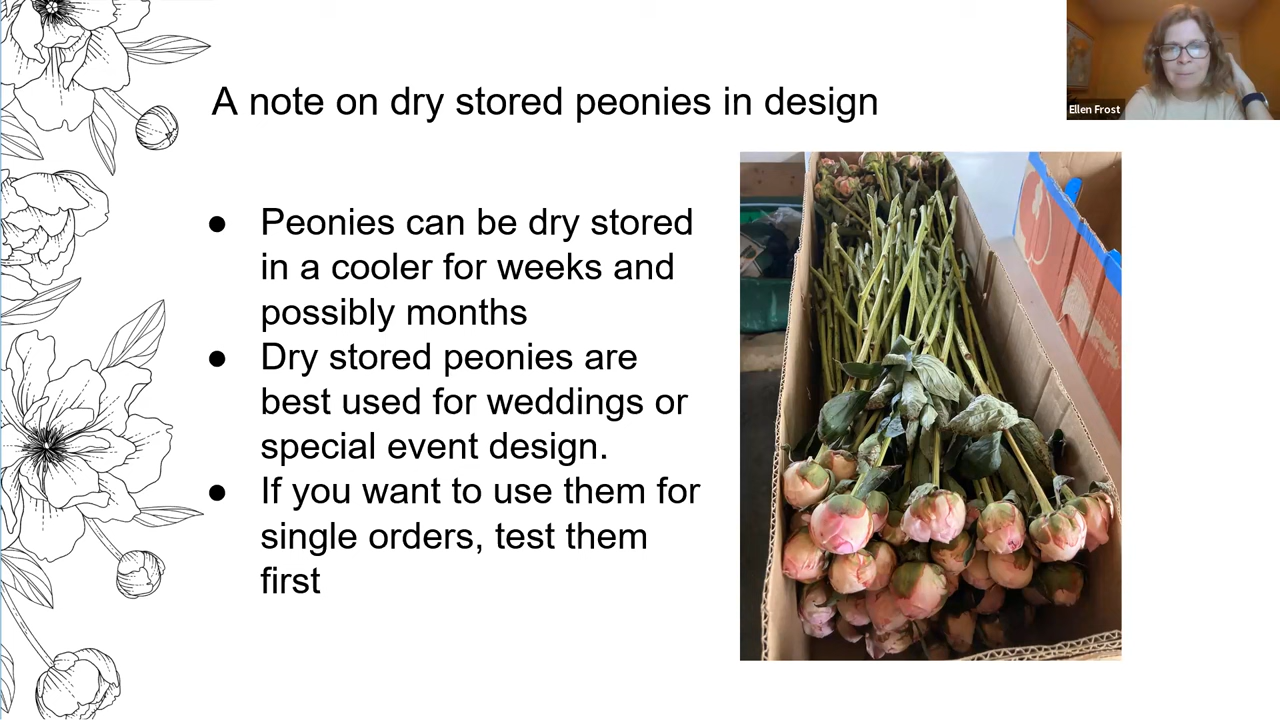 Ellen Frost
A note on dry stored peonies in design
● Peonies can be dry stored
in a cooler for weeks and
possibly months
● Dry stored peonies are
best used for weddings or
special event design.
● If you want to use them for
single orders, test them
first